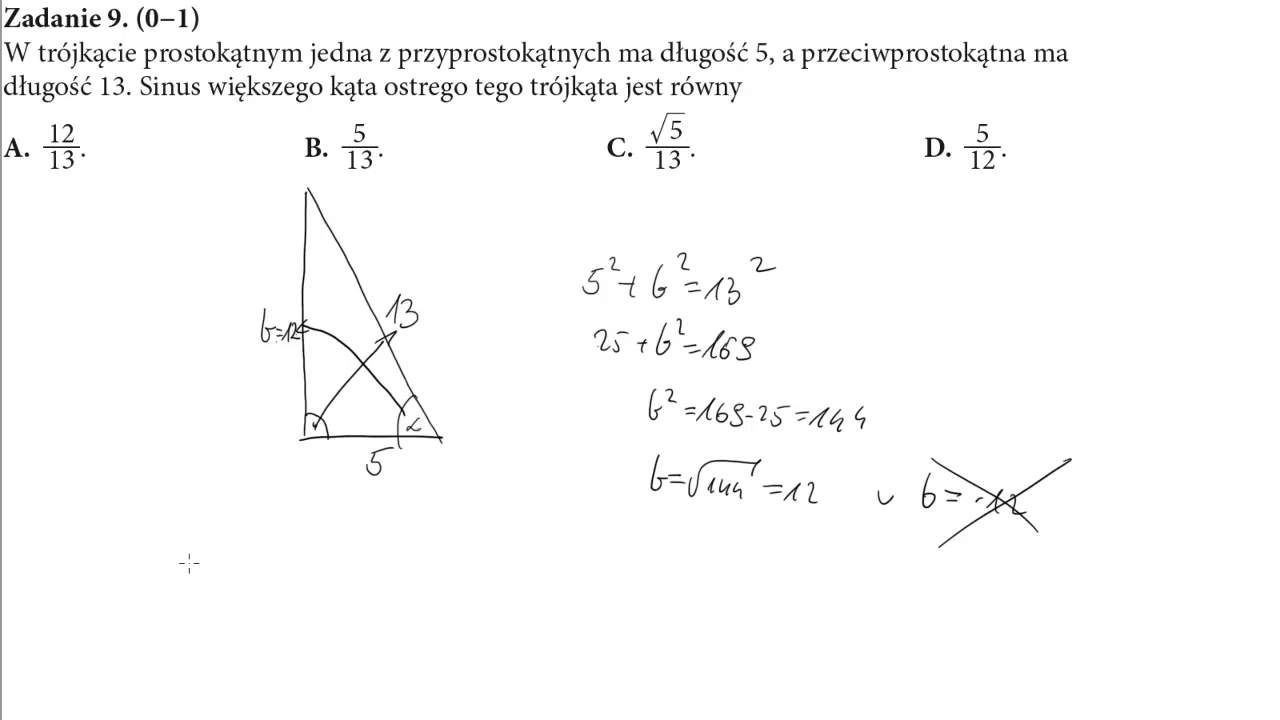 Zadanie 9. (0–1)
W trójkącie prostokątnym jedna z przyprostokątnych ma długość 5, a przeciwprostokątna ma
długość 13. Sinus większego kąta ostrego tego trójkąta jest równy
A. 12/13. B. 5/13. C. √5/13. D. 5/12.
5² + b² = 13²
13
b=12
25 + b² = 169
b² = 169-25 = 144
α
5
b = √144 = 12 ∪ b = -12